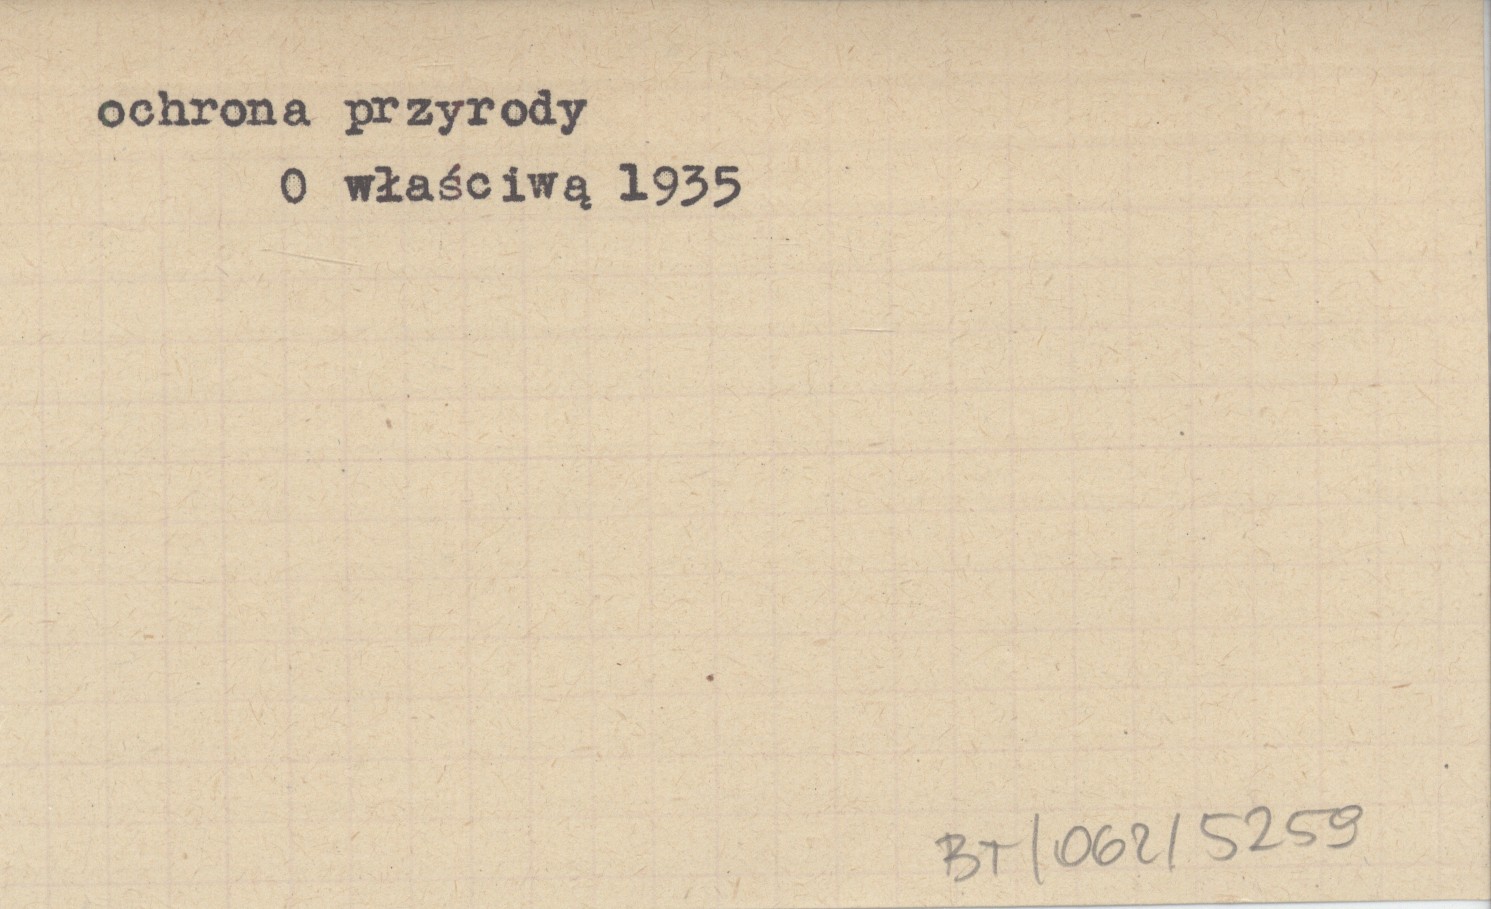 ochrona przyrody
O właściwą 1935
BT/062/5259